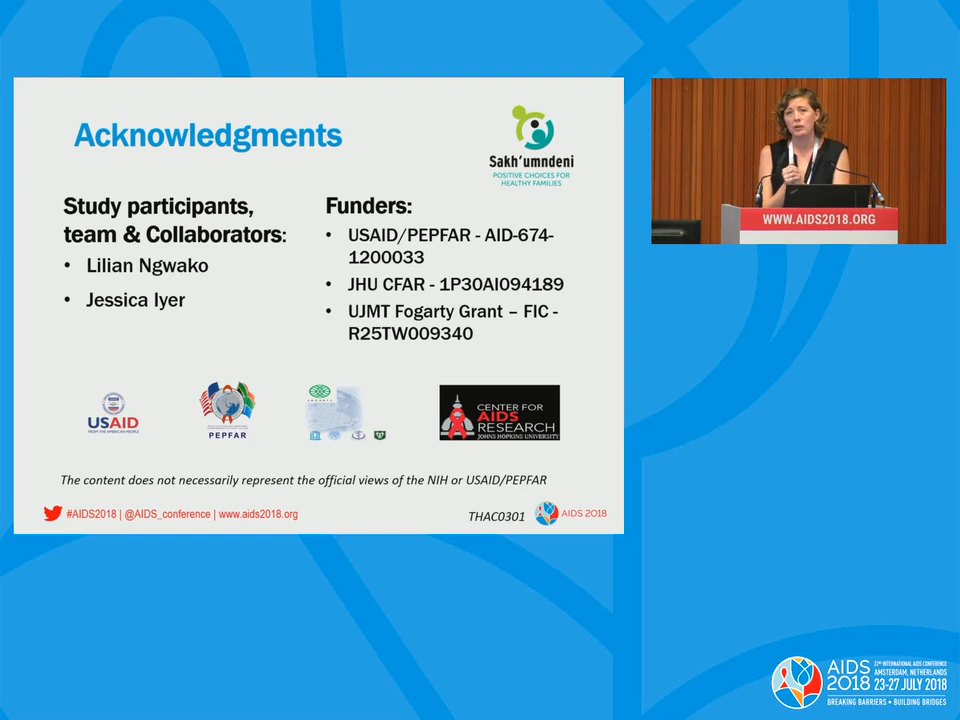 Acknowledgments
Sakh'umndeni
POSITIVE CHOICES FOR
HEALTHY FAMILIES
Study participants,
team & Collaborators:
• Lilian Ngwako
• Jessica Iyer
Funders:
• USAID/PEPFAR - AID-674-
1200033
• JHU CFAR - 1P30AI094189
• UJMT Fogarty Grant – FIC -
R25TW009340
USAID
FROM THE AMERICAN PEOPLE
PEPFAR
FOGARTY
CENTER FOR
AIDS
RESEARCH
JOHNS HOPKINS UNIVERSITY
The content does not necessarily represent the official views of the NIH or USAID/PEPFAR
#AIDS2018 | @AIDS_conference | www.aids2018.org
THAC0301
AIDS 2018
WWW.AIDS2018.ORG
AIDS
2018
22ND INTERNATIONAL AIDS CONFERENCE
AMSTERDAM, NETHERLANDS
23-27 JULY 2018
BREAKING BARRIERS • BUILDING BRIDGES